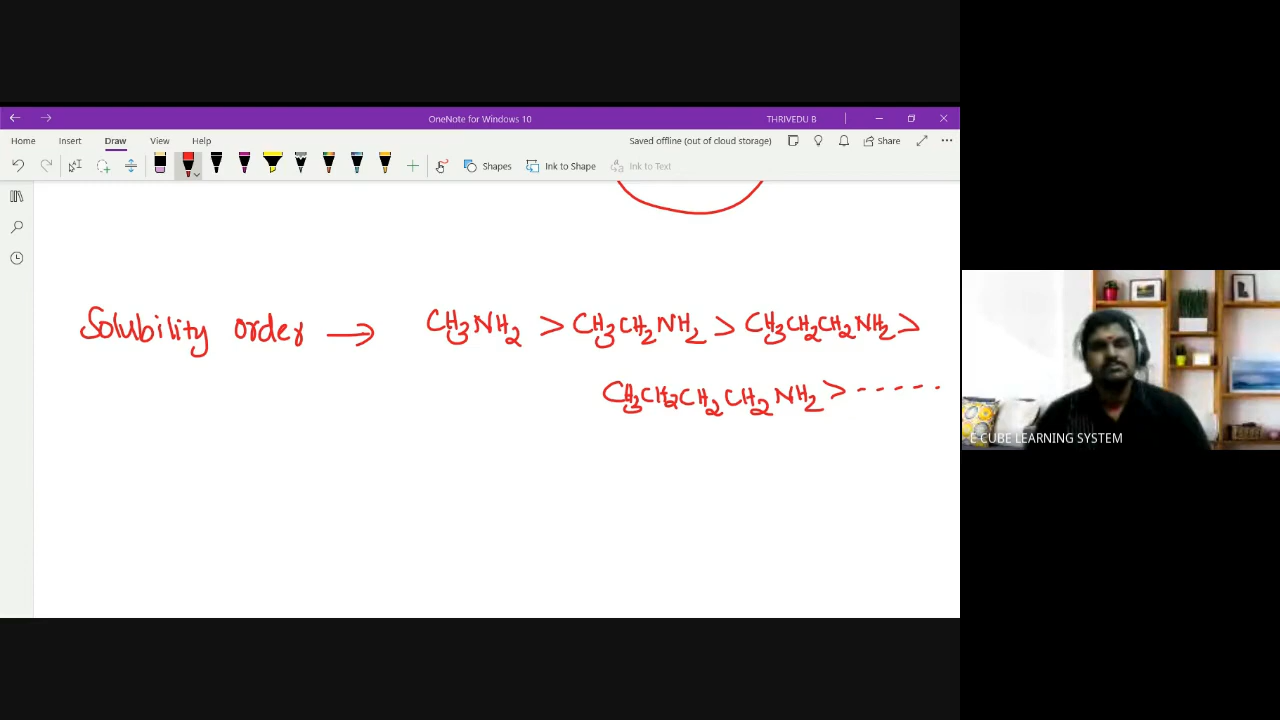 OneNote for Windows 10
THRIVEDU B
Home Insert Draw View Help
Saved offline (out of cloud storage)
Share
Shapes Ink to Shape Ink to Text
Solubility order → CH3NH2 > CH3CH2NH2 > CH3CH2CH2NH2 >
CH3CH2CH2CH2NH2 > - - - - -
E CUBE LEARNING SYSTEM